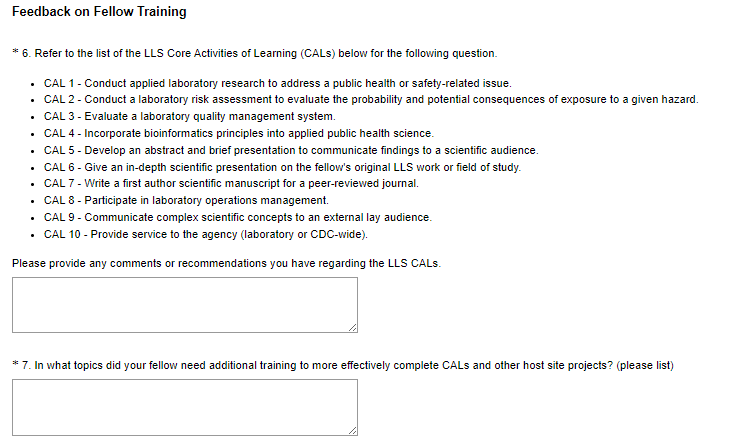 Feedback on Fellow Training
* 6. Refer to the list of the LLS Core Activities of Learning (CALs) below for the following question.
• CAL 1 - Conduct applied laboratory research to address a public health or safety-related issue.
• CAL 2 - Conduct a laboratory risk assessment to evaluate the probability and potential consequences of exposure to a given hazard.
• CAL 3 - Evaluate a laboratory quality management system.
• CAL 4 - Incorporate bioinformatics principles into applied public health science.
• CAL 5 - Develop an abstract and brief presentation to communicate findings to a scientific audience.
• CAL 6 - Give an in-depth scientific presentation on the fellow's original LLS work or field of study.
• CAL 7 - Write a first author scientific manuscript for a peer-reviewed journal.
• CAL 8 - Participate in laboratory operations management.
• CAL 9 - Communicate complex scientific concepts to an external lay audience.
• CAL 10 - Provide service to the agency (laboratory or CDC-wide).
Please provide any comments or recommendations you have regarding the LLS CALs.
* 7. In what topics did your fellow need additional training to more effectively complete CALs and other host site projects? (please list)